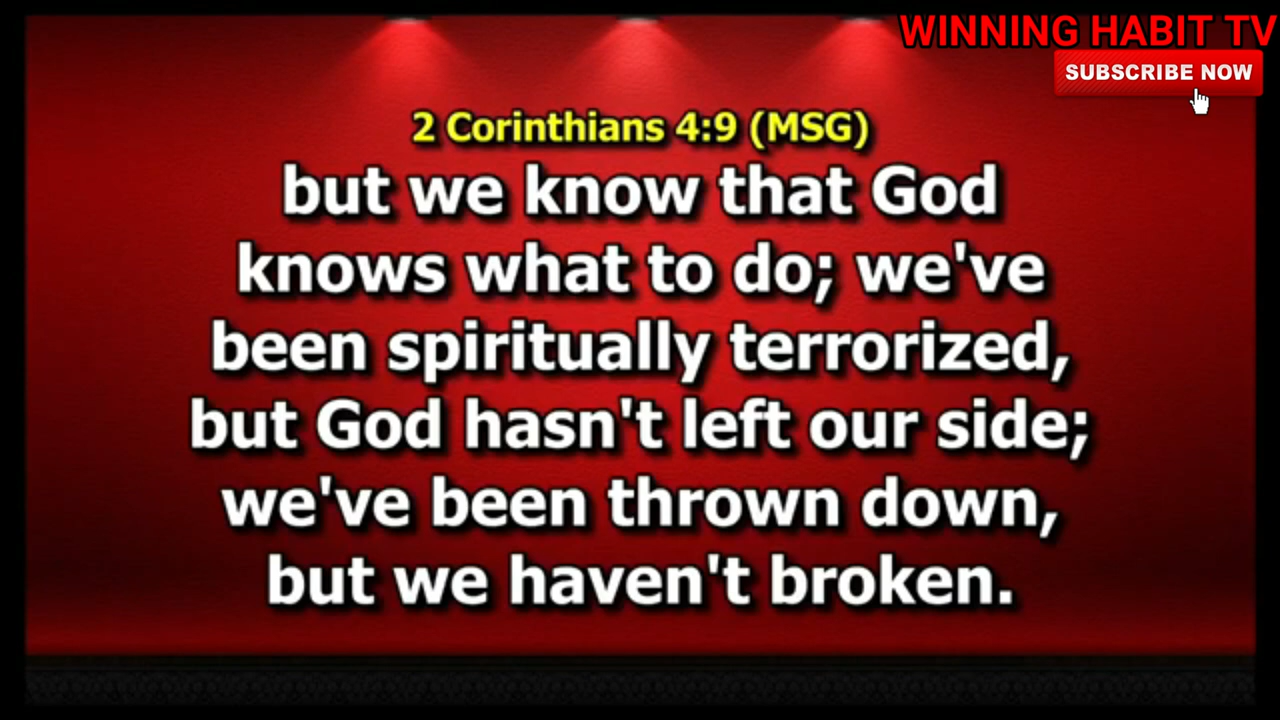 WINNING HABIT TV
SUBSCRIBE NOW
2 Corinthians 4:9 (MSG)
but we know that God
knows what to do; we've
been spiritually terrorized,
but God hasn't left our side;
we've been thrown down,
but we haven't broken.